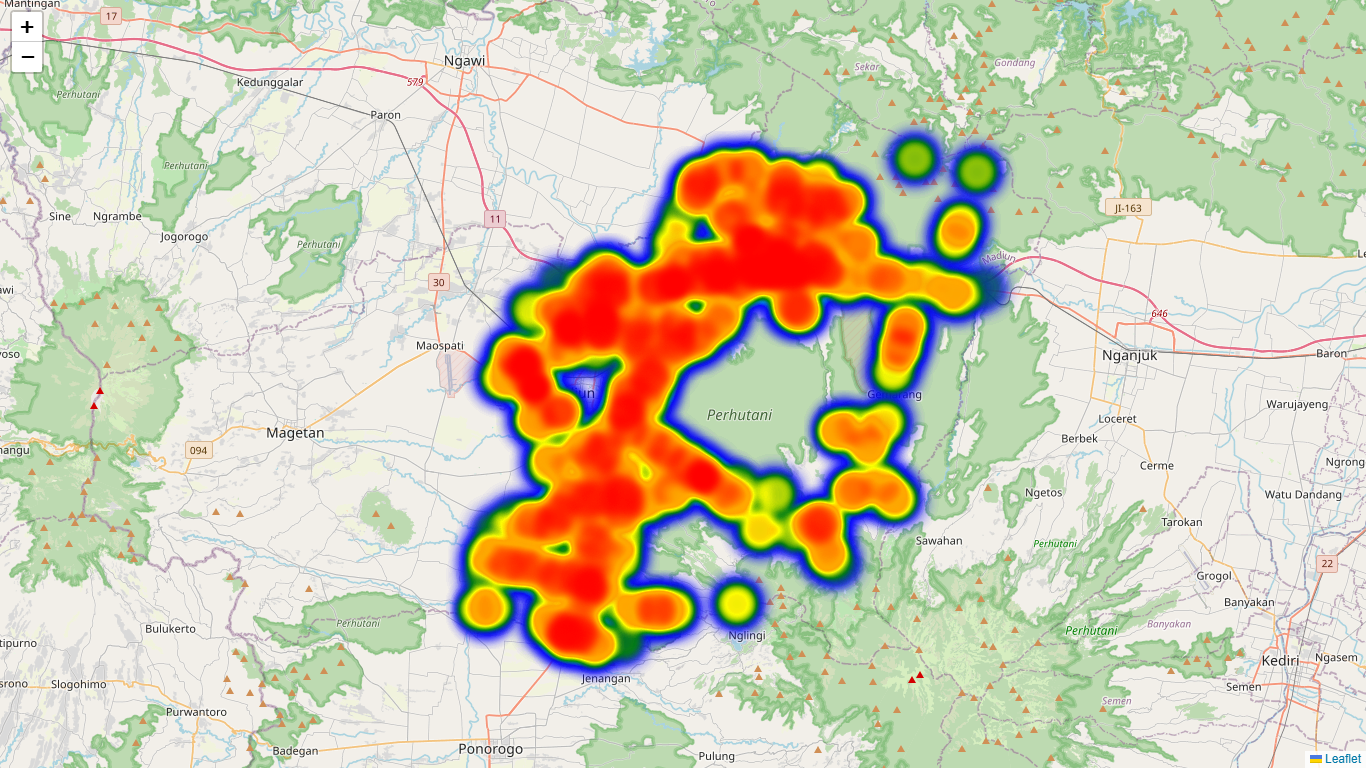 Mantingan
17
+
−
Ngawi
579
Kedunggalar
Perhutani
Paron
Sekar
Gondang
Perhutani
Sine
Ngrambe
Jogorogo
11
JI-163
Perhutani
Madiun
30
646
Maospati
Nganjuk
Baron
un
Gemarang
Warujayeng
Perhutani
Loceret
Magetan
Berbek
094
Cerme
Ngetos
Watu Dandang
Tarokan
Sawahan
Perhutani
22
Grogol
Banyakan
Perhutani
Banyakan
Bulukerto
Perhutani
Nglingi
tipurno
Kediri
Ngasem
Jenangan
Slogohimo
Semen
Semen
Purwantoro
Ponorogo
Badegan
Pulung
Leaflet